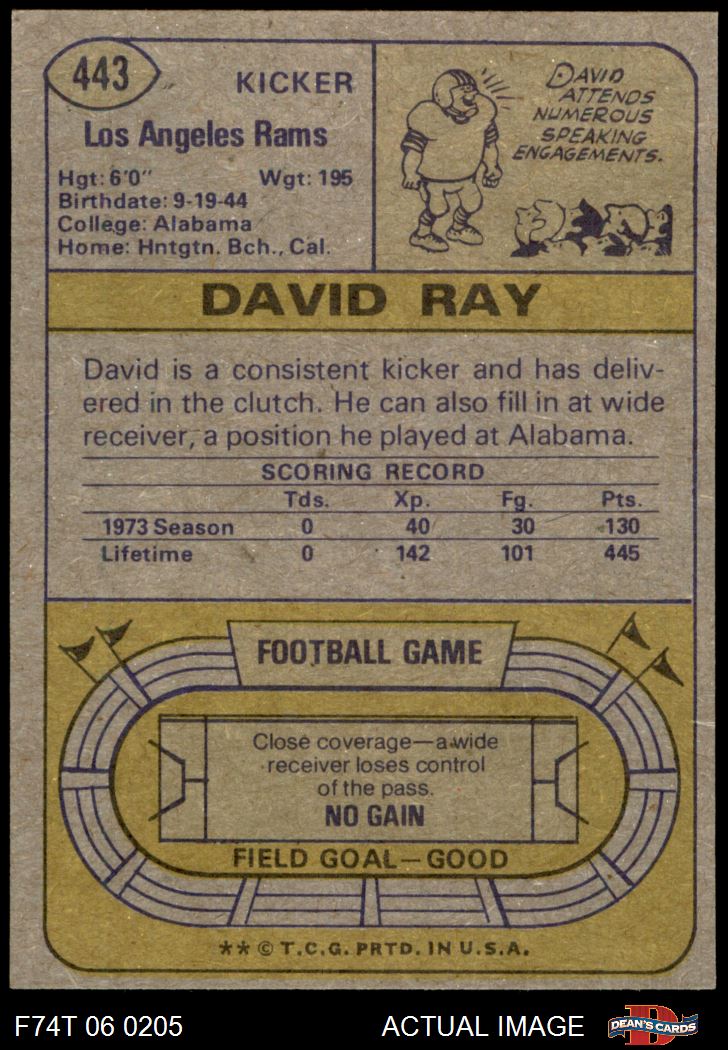 443
KICKER
Los Angeles Rams
Hgt: 6'0" Wgt: 195
Birthdate: 9-19-44
College: Alabama
Home: Hntgtn. Bch., Cal.
DAVID
ATTENDS
NUMEROUS
SPEAKING
ENGAGEMENTS.
DAVID RAY
David is a consistent kicker and has deliv-
ered in the clutch. He can also fill in at wide
receiver, a position he played at Alabama.
SCORING RECORD
Tds. Xp. Fg. Pts.
1973 Season 0 40 30 130
Lifetime 0 142 101 445
FOOTBALL GAME
Close coverage—a wide
receiver loses control
of the pass.
NO GAIN
FIELD GOAL—GOOD
** © T.C.G. PRTD. IN U.S.A.
F74T 06 0205 ACTUAL IMAGE DEAN'S CARDS